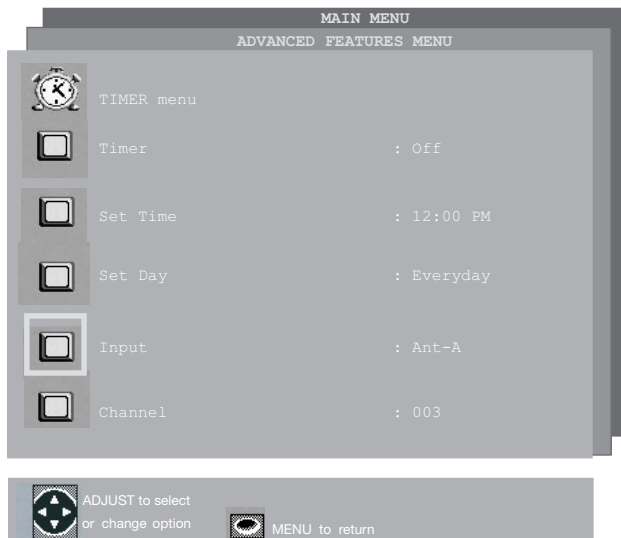 MAIN MENU
ADVANCED FEATURES MENU
TIMER menu
Timer : Off
Set Time : 12:00 PM
Set Day : Everyday
Input : Ant-A
Channel : 003
ADJUST to select
or change option
MENU to return